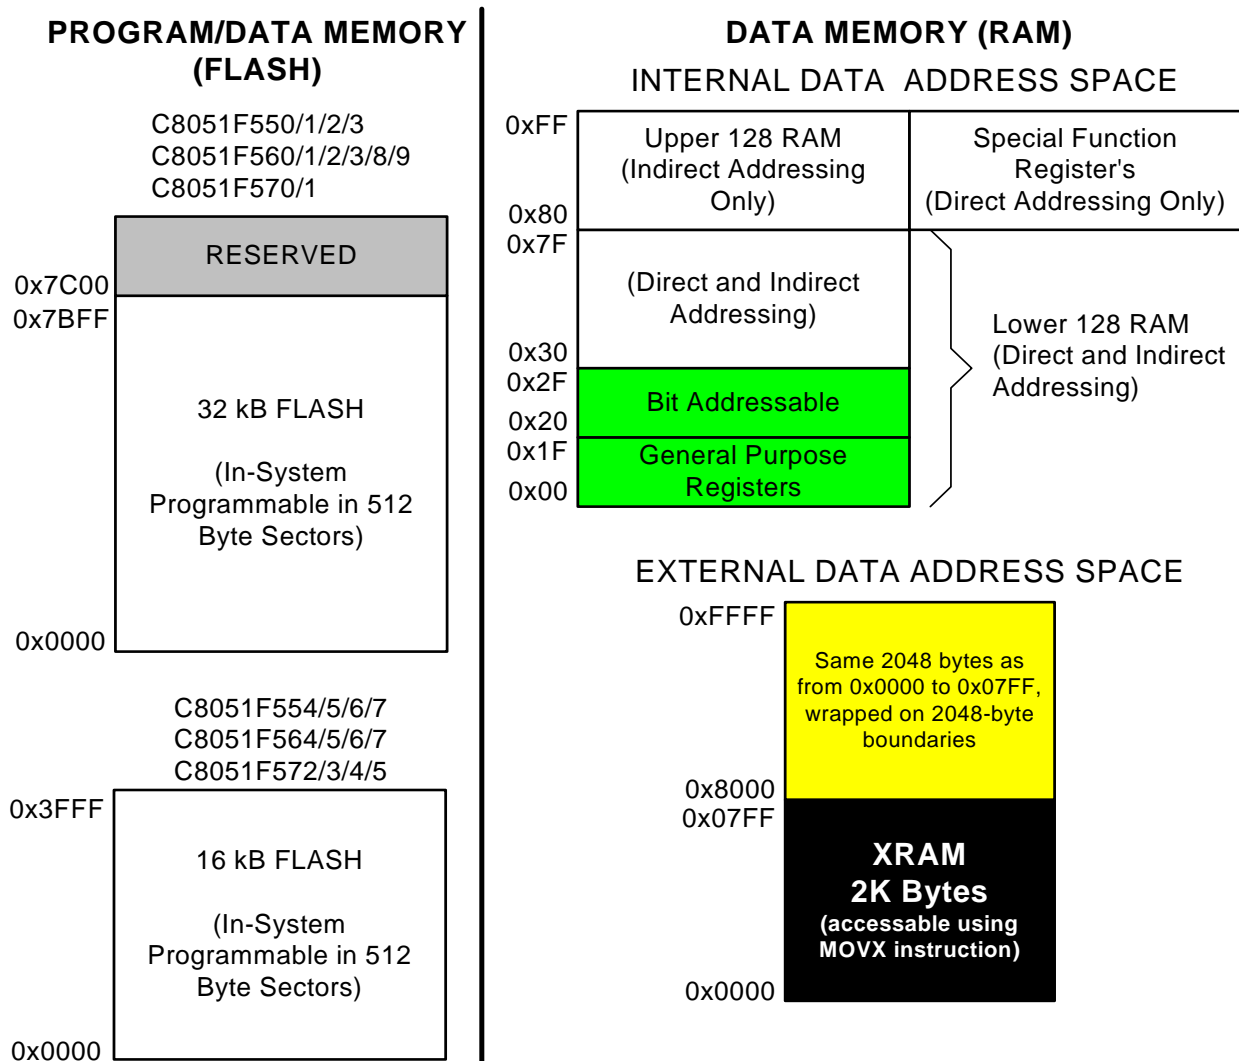 PROGRAM/DATA MEMORY
(FLASH)
C8051F550/1/2/3
C8051F560/1/2/3/8/9
C8051F570/1
RESERVED
0x7C00
0x7BFF
32 kB FLASH
(In-System
Programmable in 512
Byte Sectors)
0x0000
C8051F554/5/6/7
C8051F564/5/6/7
C8051F572/3/4/5
0x3FFF
16 kB FLASH
(In-System
Programmable in 512
Byte Sectors)
0x0000
DATA MEMORY (RAM)
INTERNAL DATA ADDRESS SPACE
0xFF
Upper 128 RAM
(Indirect Addressing
Only)
0x80
Special Function
Register's
(Direct Addressing Only)
0x7F
(Direct and Indirect
Addressing)
0x30
Lower 128 RAM
(Direct and Indirect
Addressing)
0x2F
Bit Addressable
0x20
0x1F
General Purpose
Registers
0x00
EXTERNAL DATA ADDRESS SPACE
0xFFFF
Same 2048 bytes as
from 0x0000 to 0x07FF,
wrapped on 2048-byte
boundaries
0x8000
0x07FF
XRAM
2K Bytes
(accessable using
MOVX instruction)
0x0000